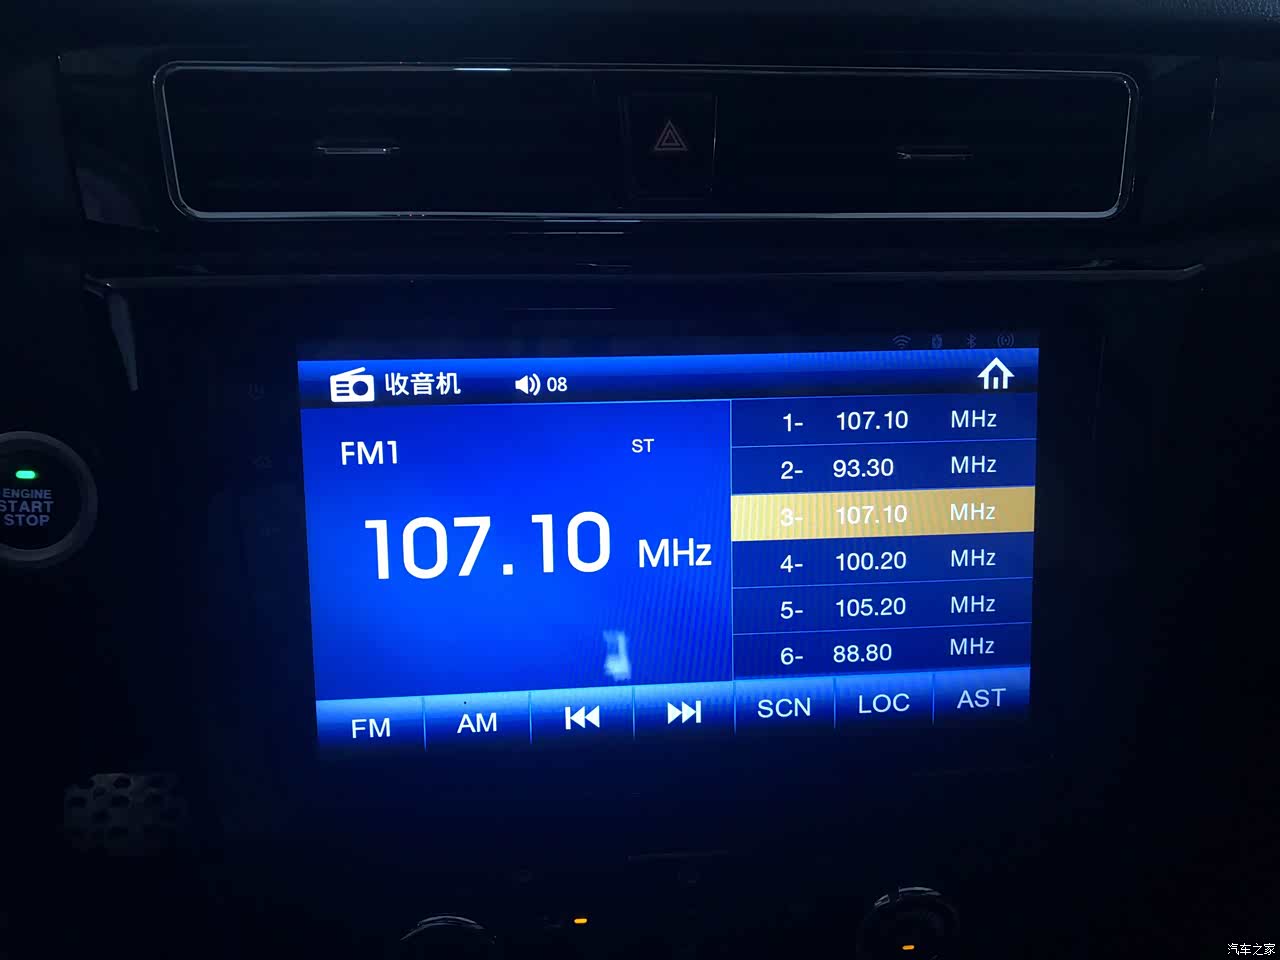 收音机 08
FM1 ST
107.10 MHz
1- 107.10 MHz
2- 93.30 MHz
3- 107.10 MHz
4- 100.20 MHz
5- 105.20 MHz
6- 88.80 MHz
FM AM SCN LOC AST
ENGINE
START
STOP
汽车之家